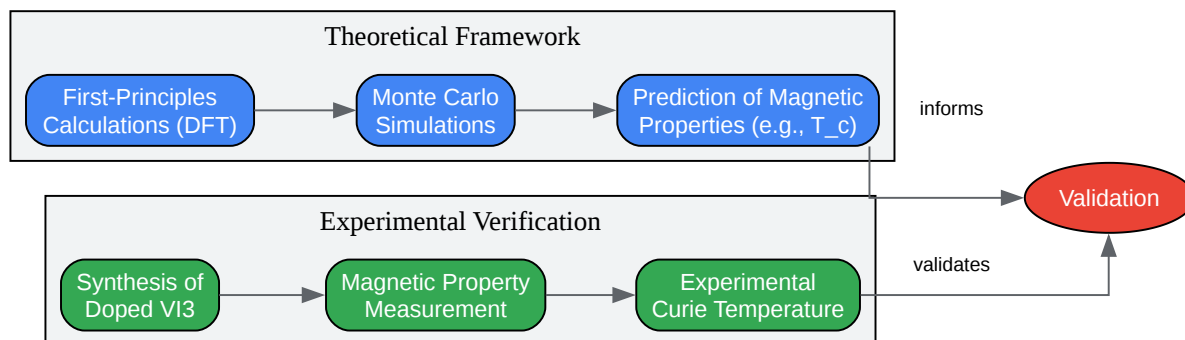 Theoretical Framework
First-Principles
Calculations (DFT)
Monte Carlo
Simulations
Prediction of Magnetic
Properties (e.g., T_c)
informs
Validation
Experimental Verification
Synthesis of
Doped VI3
Magnetic Property
Measurement
Experimental
Curie Temperature
validates